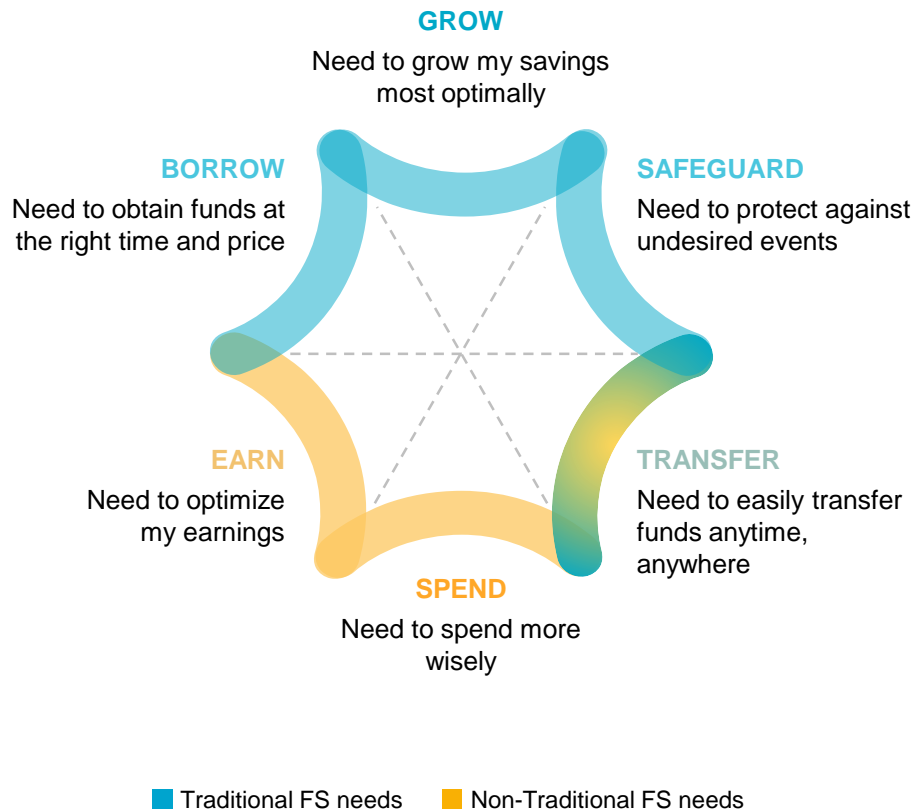 GROW
Need to grow my savings
most optimally
BORROW
Need to obtain funds at
the right time and price
SAFEGUARD
Need to protect against
undesired events
EARN
Need to optimize
my earnings
TRANSFER
Need to easily transfer
funds anytime,
anywhere
SPEND
Need to spend more
wisely
Traditional FS needs
Non-Traditional FS needs